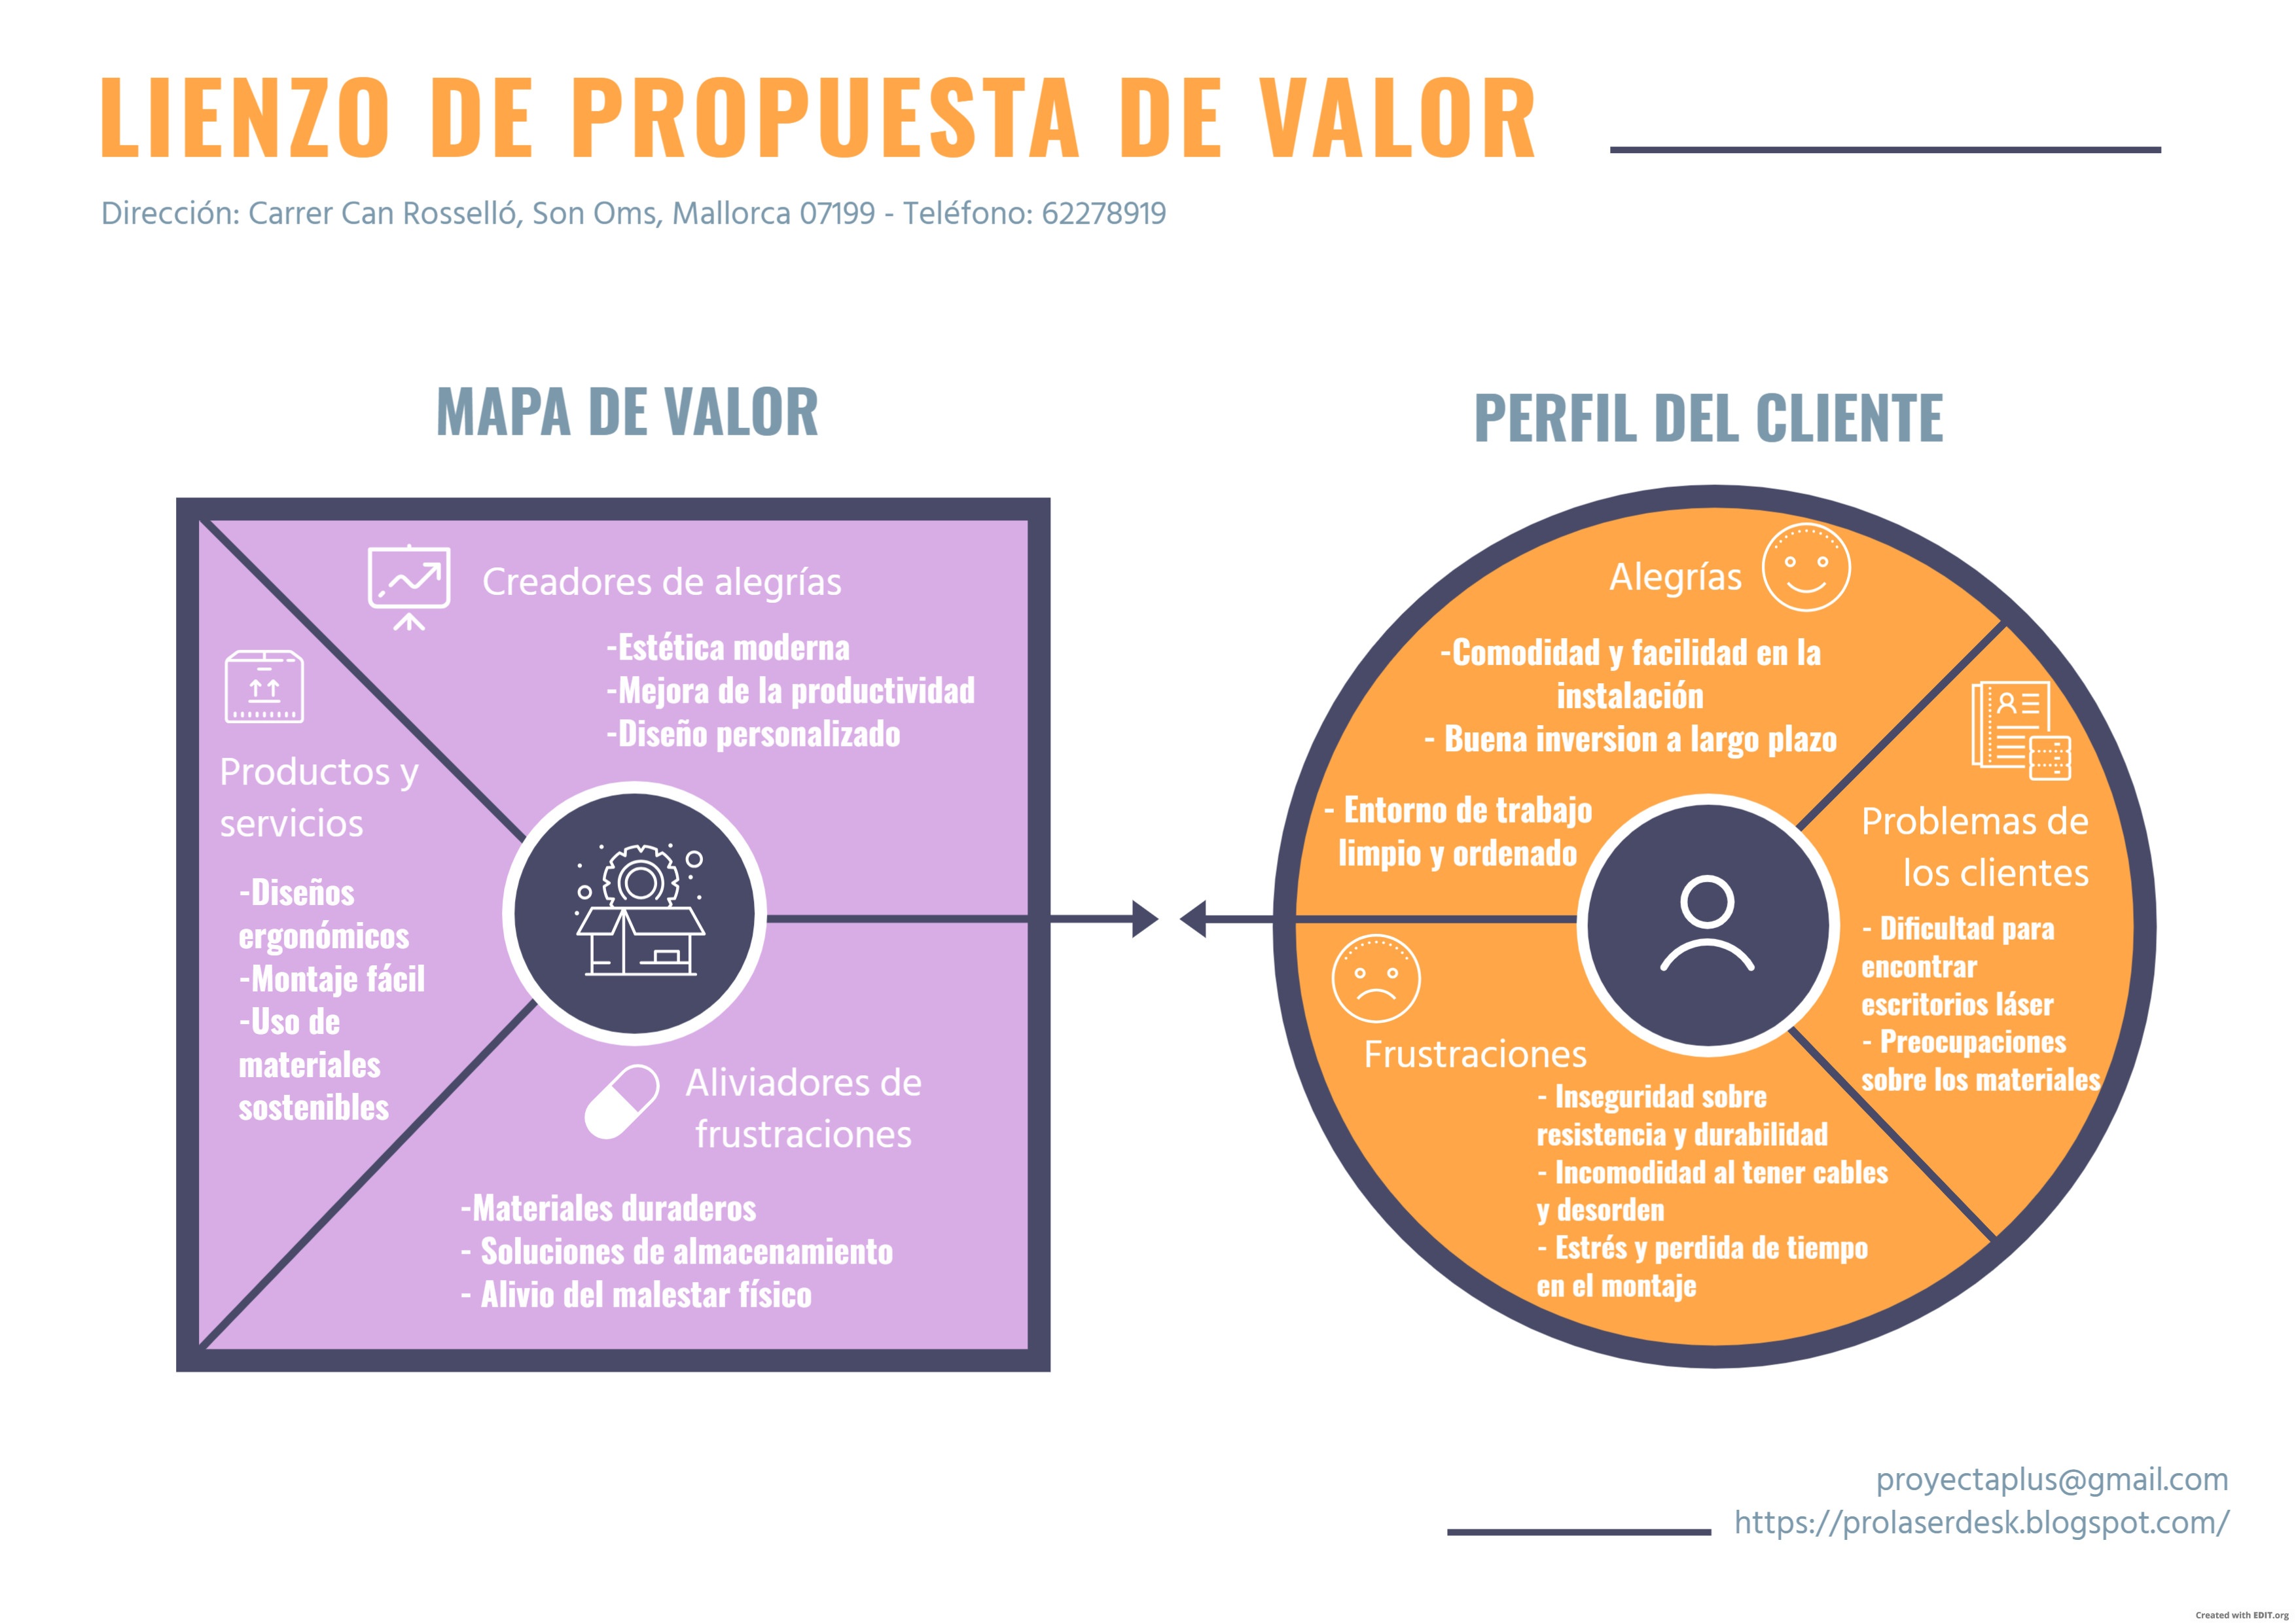 LIENZO DE PROPUESTA DE VALOR
Dirección: Carrer Can Rosselló, Son Oms, Mallorca 07199 - Teléfono: 62278919
MAPA DE VALOR
Creadores de alegrías
-Estética moderna
-Mejora de la productividad
-Diseño personalizado
Productos y
servicios
-Diseños
ergonómicos
-Montaje fácil
-Uso de
materiales
sostenibles
Aliviadores de
frustraciones
-Materiales duraderos
- Soluciones de almacenamiento
- Alivio del malestar físico
PERFIL DEL CLIENTE
Alegrías
-Comodidad y facilidad en la
instalación
- Buena inversion a largo plazo
- Entorno de trabajo
limpio y ordenado
Problemas de
los clientes
- Dificultad para
encontrar
escritorios láser
- Preocupaciones
sobre los materiales
Frustraciones
- Inseguridad sobre
resistencia y durabilidad
- Incomodidad al tener cables
y desorden
- Estrés y perdida de tiempo
en el montaje
proyectaplus@gmail.com
https://prolaserdesk.blogspot.com/
Created with EDIT.org